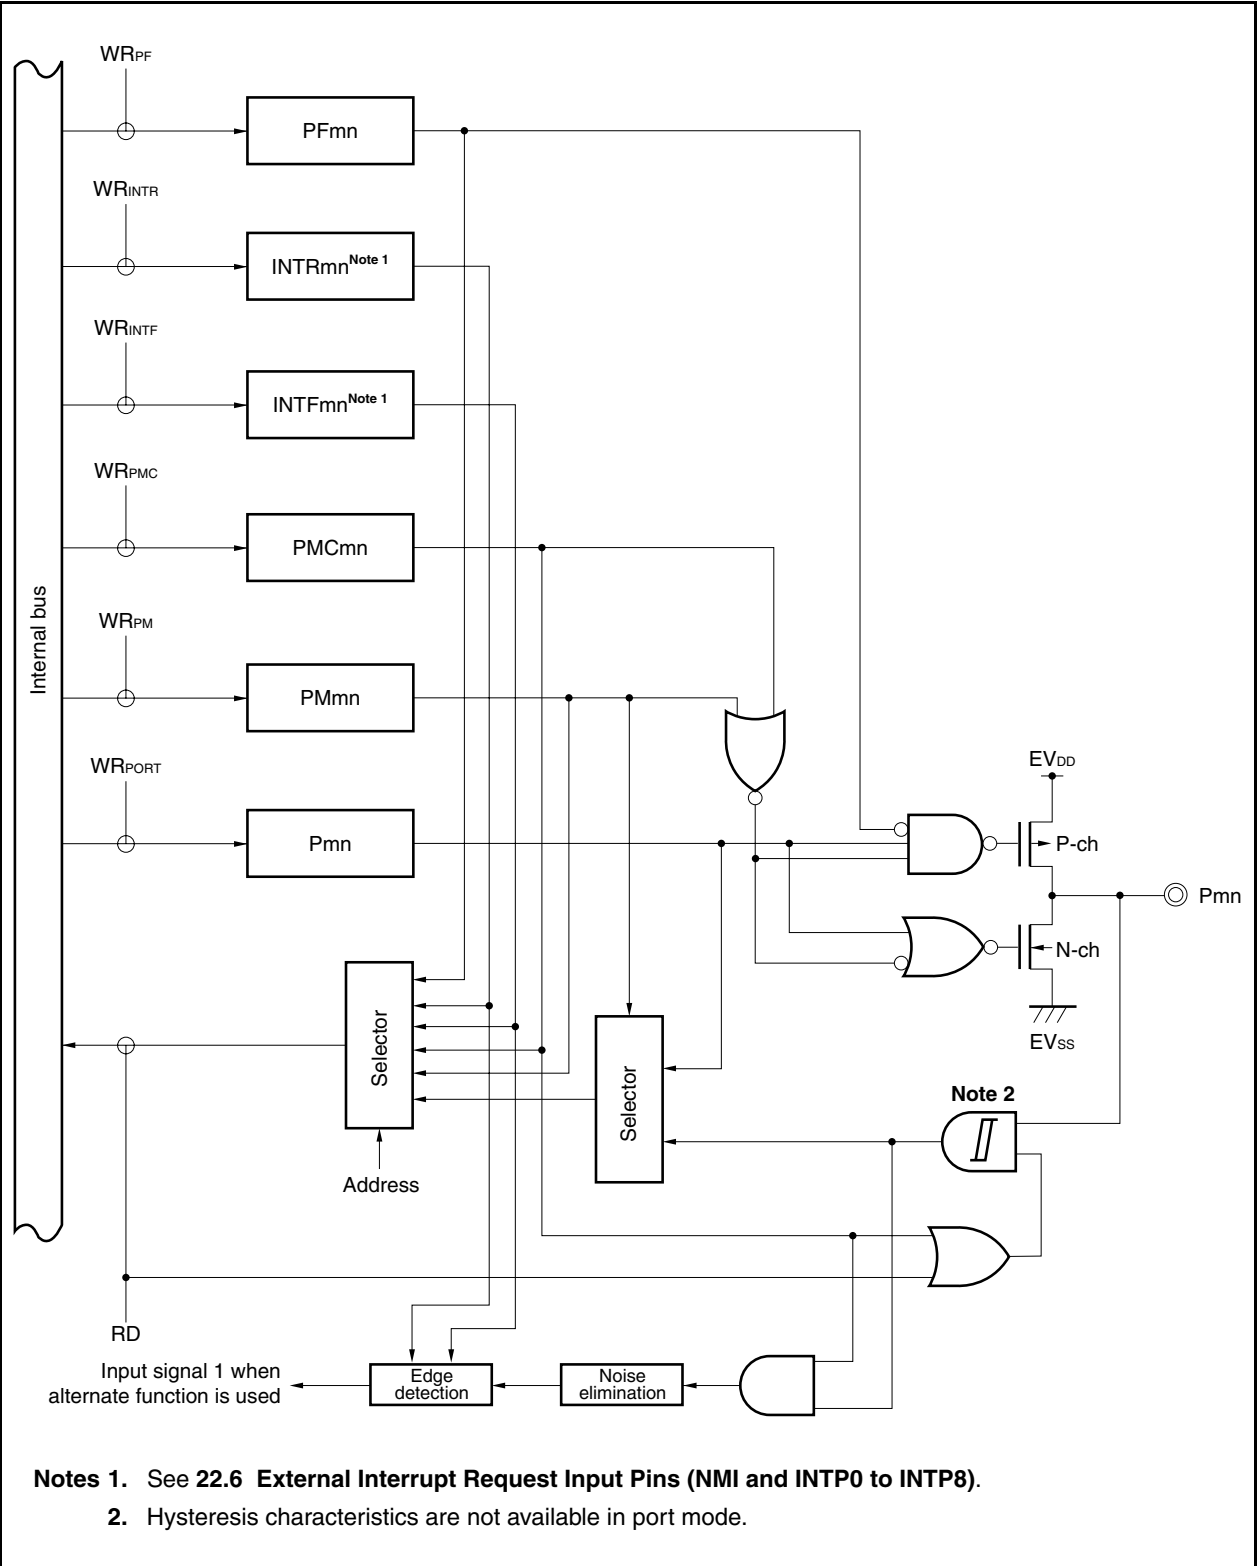 WRPF
PFmn
WRINTR
INTRmnNote 1
WRINTF
INTFmnNote 1
WRPMC
PMCmn
Internal bus
WRPM
PMmn
WRPORT
Pmn
EVDD
P-ch
Pmn
N-ch
EVSS
Selector
Selector
Note 2
Address
RD
Input signal 1 when
alternate function is used
Edge
detection
Noise
elimination
Notes 1. See 22.6 External Interrupt Request Input Pins (NMI and INTP0 to INTP8).
2. Hysteresis characteristics are not available in port mode.